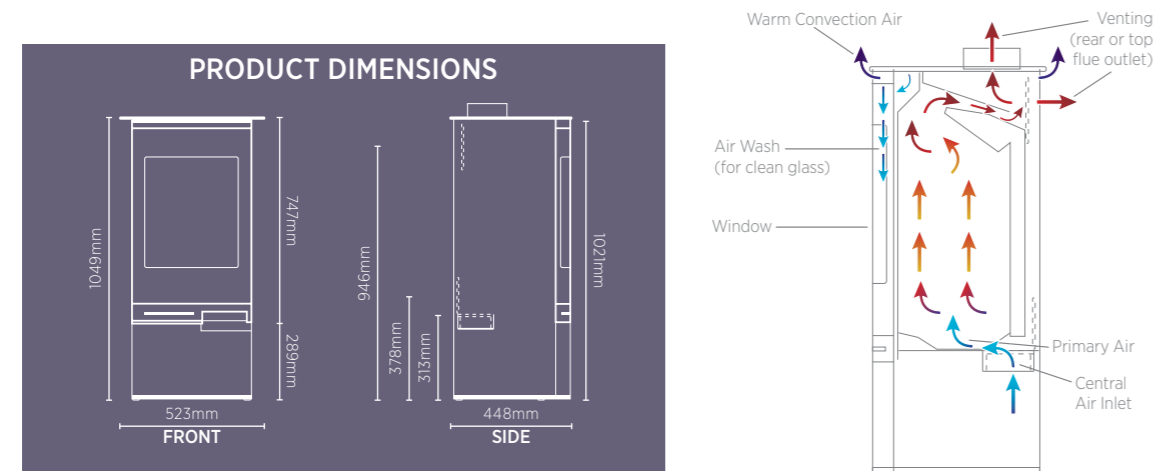 PRODUCT DIMENSIONS
1049mm
747mm
289mm
523mm
FRONT
946mm
378mm
313mm
1021mm
448mm
SIDE
Warm Convection Air
Venting
(rear or top
flue outlet)
Air Wash
(for clean glass)
Window
Primary Air
Central
Air Inlet